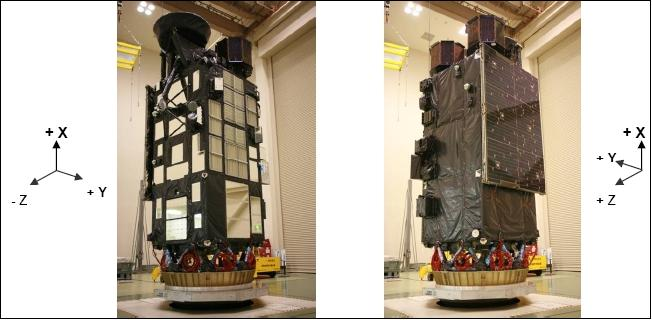 + X
- Z
+ Y
+ X
+ Y
+ Z